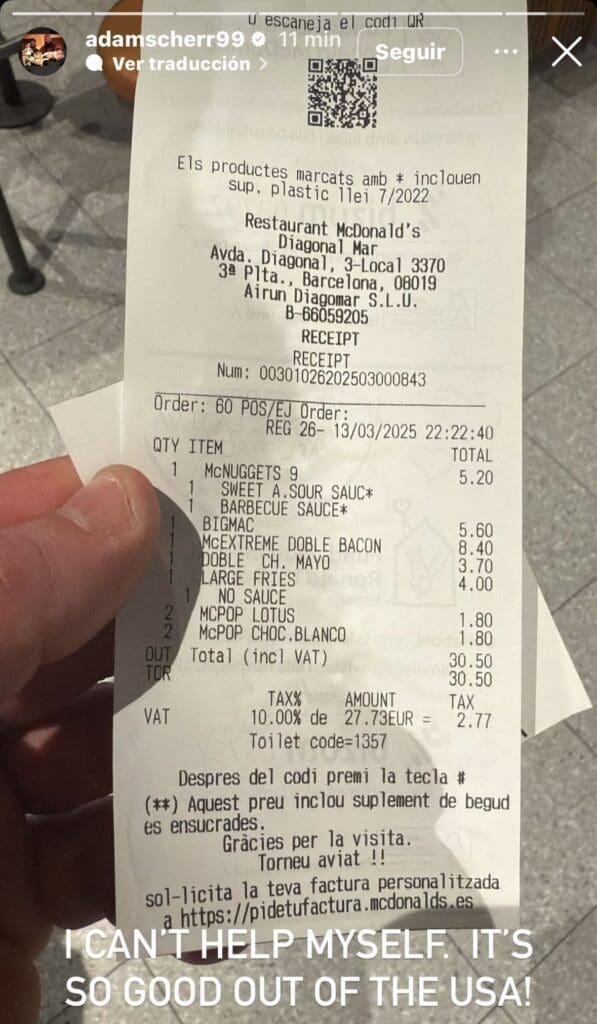 U escaneja el codi QR
adamscherr99 11 min
Seguir
Ver traducción
Els productes marcats amb * inclouen
sup. plastic llei 7/2022
Restaurant McDonald's
Diagonal Mar
Avda. Diagonal, 3-Local 3370
3ª Plta., Barcelona, 08019
Airun Diagomar S.L.U.
B-66059205
RECEIPT
RECEIPT
Num: 00301026202503000843
Order: 60 POS/EJ Order:
REG 26- 13/03/2025 22:22:40
QTY ITEM TOTAL
1 McNUGGETS 9 5.20
1 SWEET A.SOUR SAUC*
1 BARBECUE SAUCE*
1 BIGMAC 5.60
1 McEXTREME DOBLE BACON 8.40
1 DOBLE CH. MAYO 3.70
1 LARGE FRIES 4.00
1 NO SAUCE
2 MCPOP LOTUS 1.80
2 McPOP CHOC.BLANCO 1.80
OUT Total (incl VAT) 30.50
TCR 30.50
TAX% AMOUNT TAX
VAT 10.00% de 27.73EUR = 2.77
Toilet code=1357
Despres del codi premi la tecla #
(**) Aquest preu inclou suplement de begud
es ensucrades.
Gràcies per la visita.
Torneu aviat !!
sol-licita la teva factura personalitzada
a https://pidetufactura.mcdonalds.es
I CAN'T HELP MYSELF. IT'S
SO GOOD OUT OF THE USA!